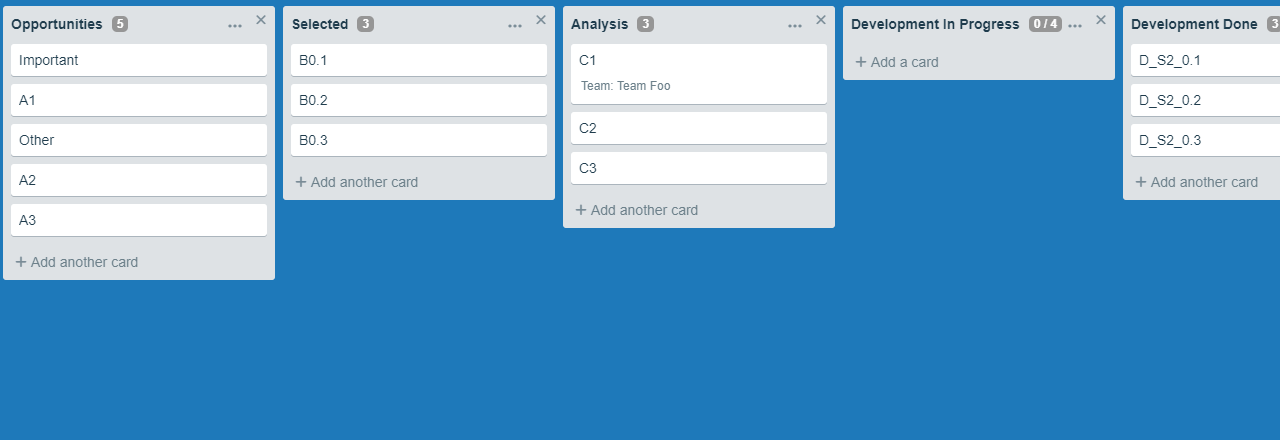 Opportunities 5
Important
A1
Other
A2
A3
+ Add another card
Selected 3
B0.1
B0.2
B0.3
+ Add another card
Analysis 3
C1
Team: Team Foo
C2
C3
+ Add another card
Development In Progress 0 / 4
+ Add a card
Development Done 3
D_S2_0.1
D_S2_0.2
D_S2_0.3
+ Add another card